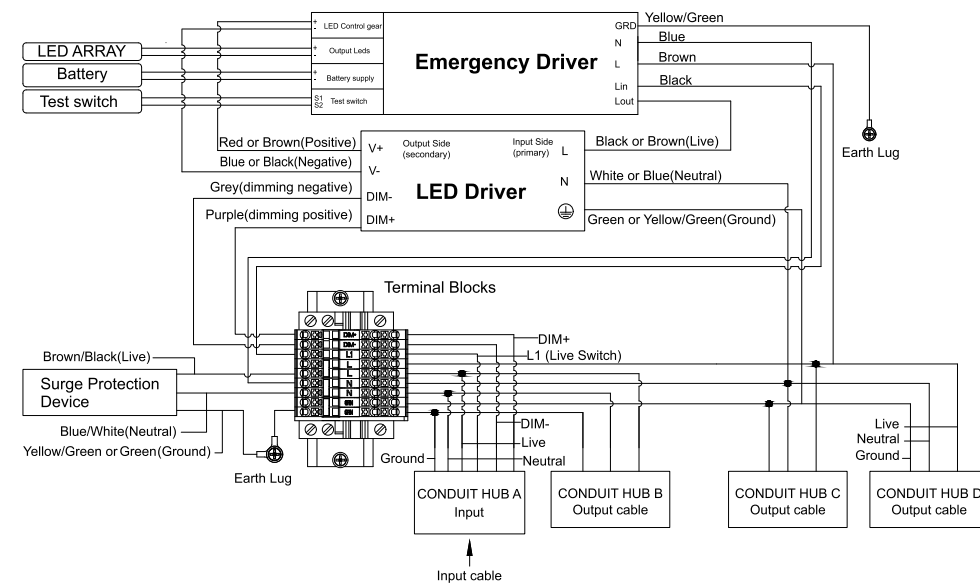 LED ARRAY
Battery
Test switch
+
-
LED Control gear
+
-
Output Leds
+
-
Battery supply
S1
S2
Test switch
Emergency Driver
GRD
N
L
Lin
Lout
Yellow/Green
Blue
Brown
Black
Earth Lug
Red or Brown(Positive)
Blue or Black(Negative)
Grey(dimming negative)
Purple(dimming positive)
V+
V-
DIM-
DIM+
Output Side
(secondary)
Input Side
(primary)
L
N
LED Driver
Black or Brown(Live)
White or Blue(Neutral)
Green or Yellow/Green(Ground)
Terminal Blocks
DIM+
DIM-
L1
L
L
N
N
DIM+
L1 (Live Switch)
Brown/Black(Live)
Surge Protection
Device
Blue/White(Neutral)
Yellow/Green or Green(Ground)
Earth Lug
DIM-
Live
Neutral
Ground
Live
Neutral
Ground
CONDUIT HUB A
Input
CONDUIT HUB B
Output cable
CONDUIT HUB C
Output cable
CONDUIT HUB D
Output cable
Input cable